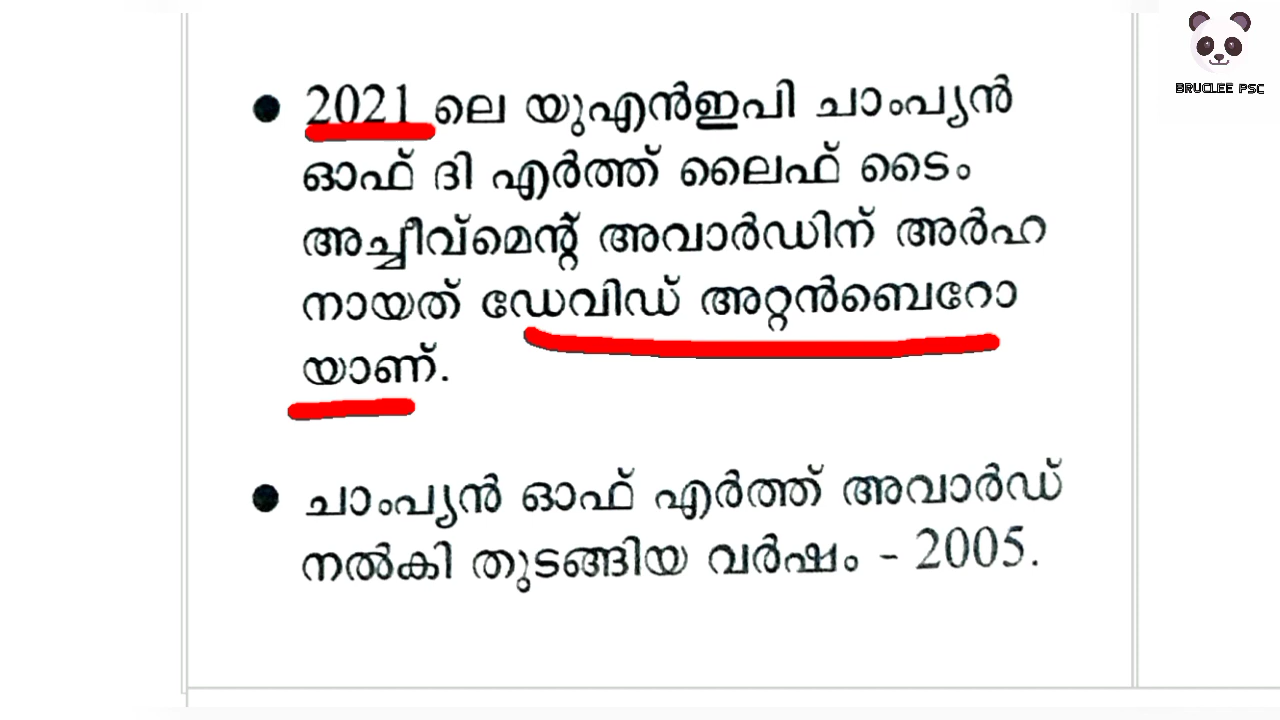 BRUCLEE PSC
● 2021 ലെ യുഎൻഇപി ചാംപ്യൻ
ഓഫ് ദി എർത്ത് ലൈഫ് ടൈം
അച്ചീവ്മെന്റ് അവാർഡിന് അർഹ
നായത് ഡേവിഡ് അറ്റൻബെറോ
യാണ്.
● ചാംപ്യൻ ഓഫ് എർത്ത് അവാർഡ്
നൽകി തുടങ്ങിയ വർഷം - 2005.